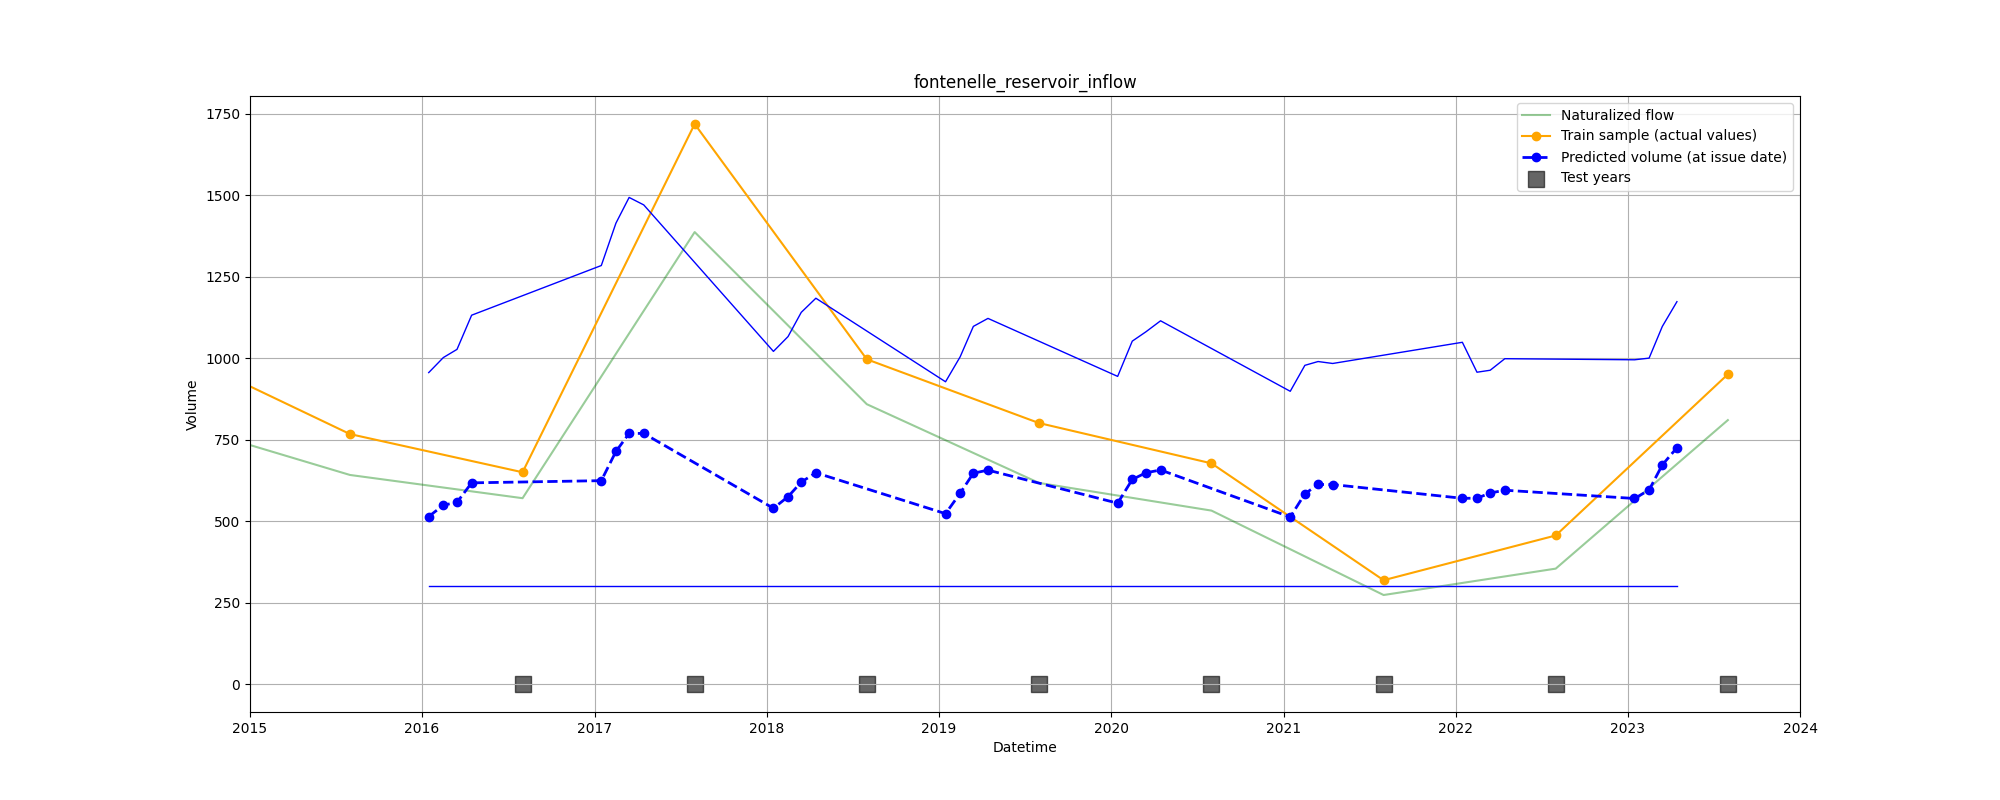 fontenelle_reservoir_inflow
Naturalized flow
Train sample (actual values)
Predicted volume (at issue date)
Test years
Volume
1750
1500
1250
1000
750
500
250
0
2015 2016 2017 2018 2019 2020 2021 2022 2023 2024
Datetime